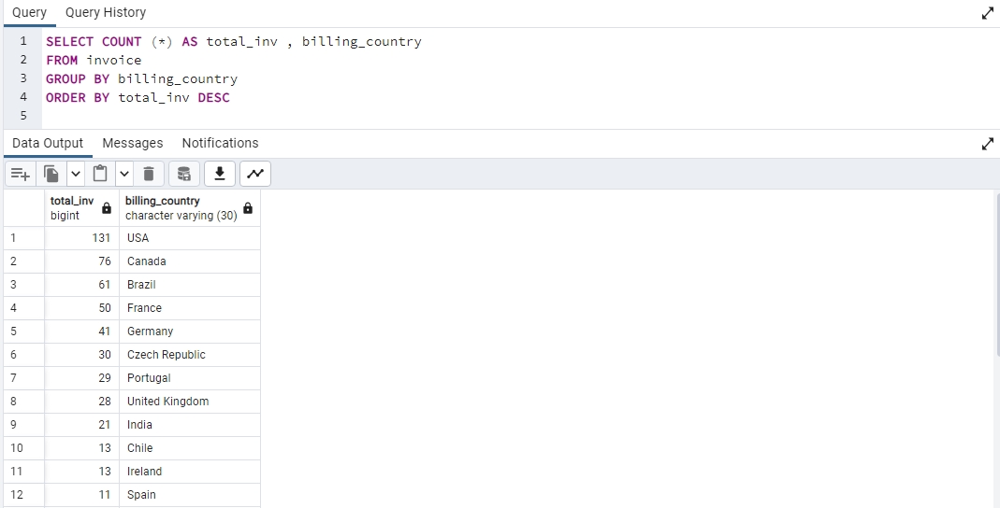 Query Query History
1 SELECT COUNT (*) AS total_inv , billing_country
2 FROM invoice
3 GROUP BY billing_country
4 ORDER BY total_inv DESC
5
Data Output Messages Notifications
total_inv billing_country
bigint character varying (30)
1 131 USA
2 76 Canada
3 61 Brazil
4 50 France
5 41 Germany
6 30 Czech Republic
7 29 Portugal
8 28 United Kingdom
9 21 India
10 13 Chile
11 13 Ireland
12 11 Spain